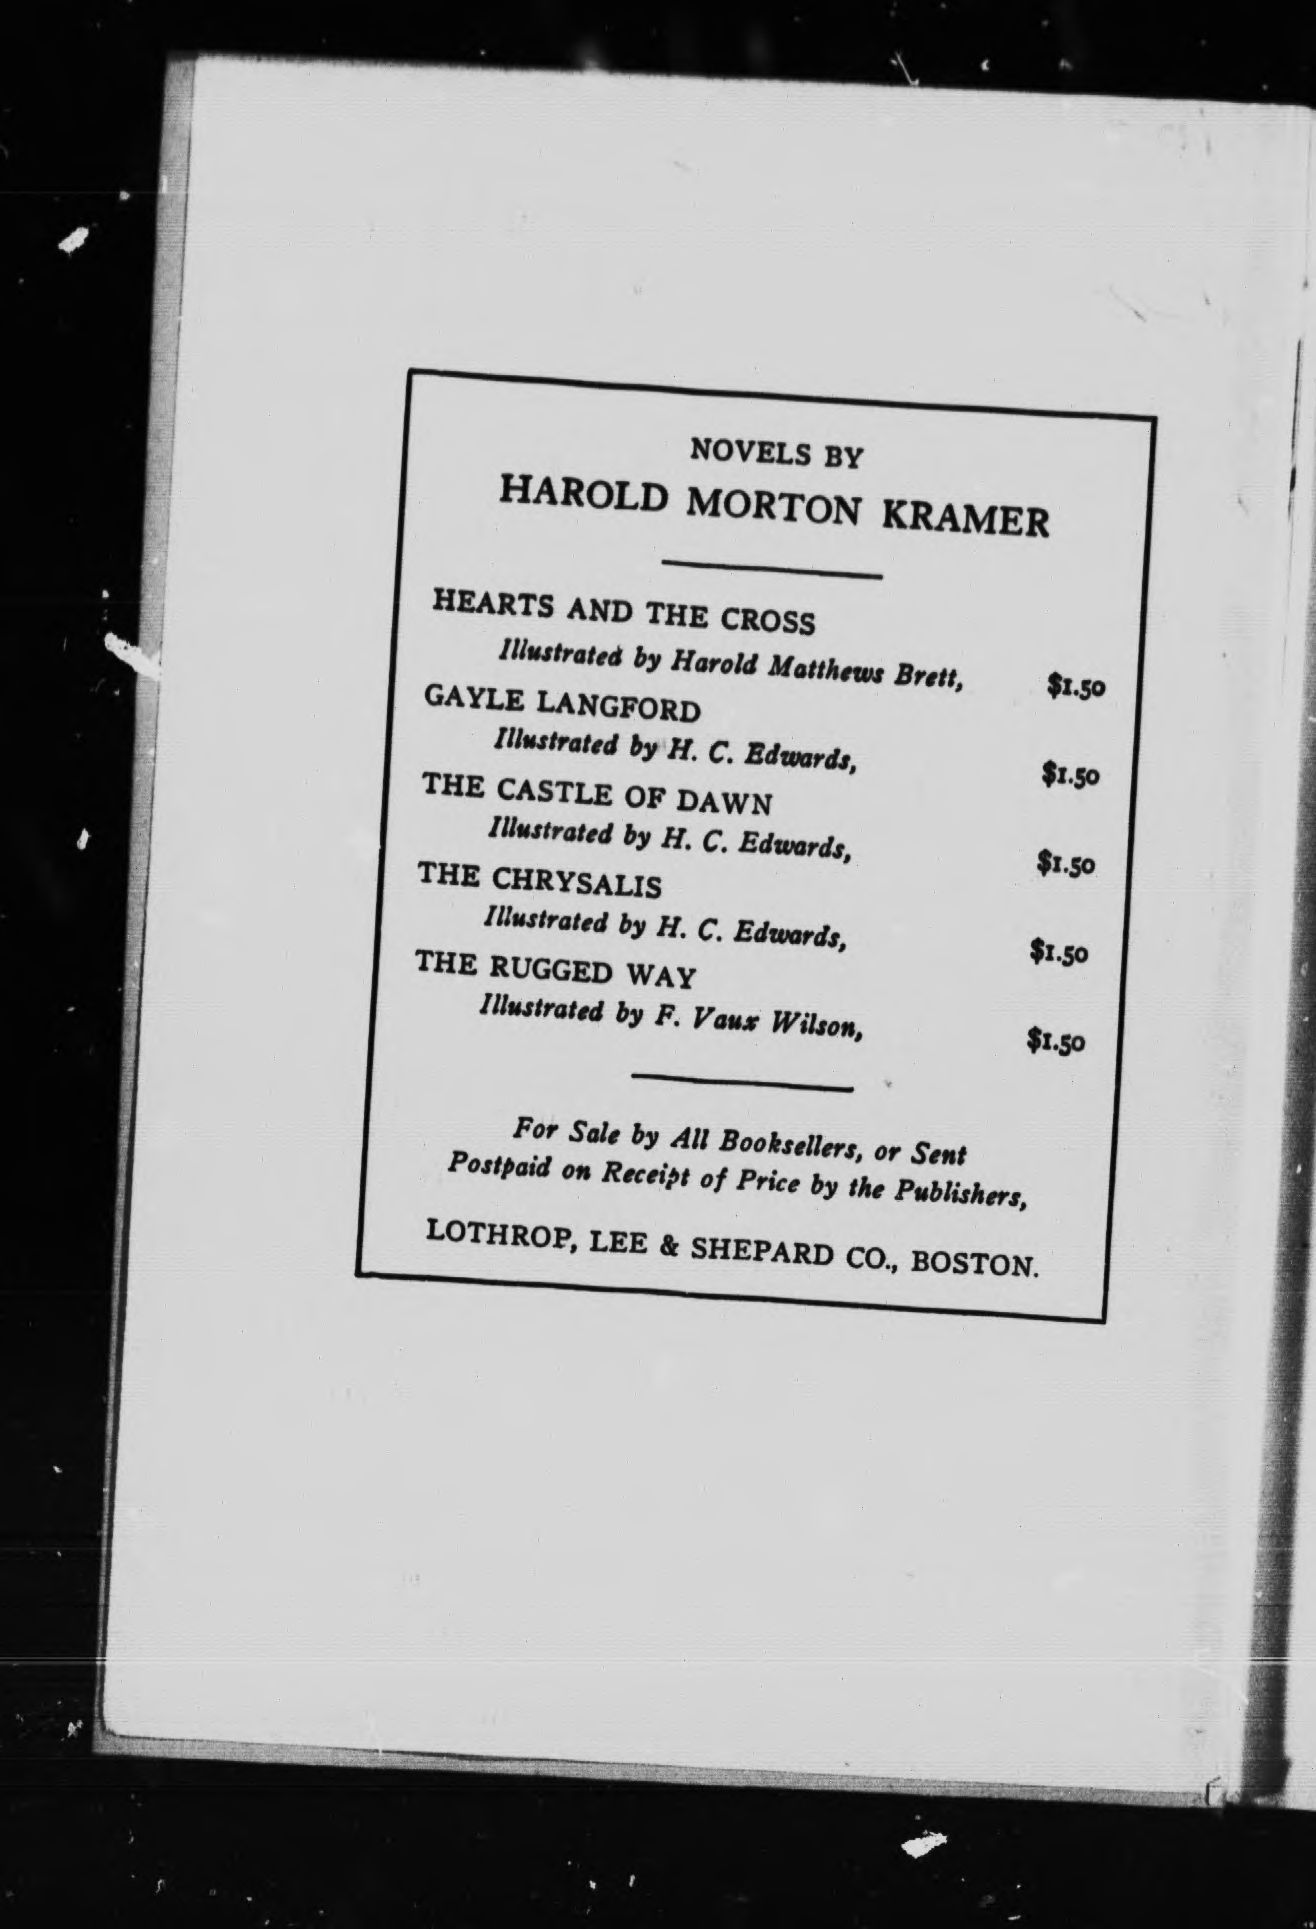 NOVELS BY
HAROLD MORTON KRAMER
HEARTS AND THE CROSS
Illustrated by Harold Matthews Brett, $1.50
GAYLE LANGFORD
Illustrated by H. C. Edwards, $1.50
THE CASTLE OF DAWN
Illustrated by H. C. Edwards, $1.50
THE CHRYSALIS
Illustrated by H. C. Edwards, $1.50
THE RUGGED WAY
Illustrated by F. Vaux Wilson, $1.50
For Sale by All Booksellers, or Sent
Postpaid on Receipt of Price by the Publishers,
LOTHROP, LEE & SHEPARD CO., BOSTON.